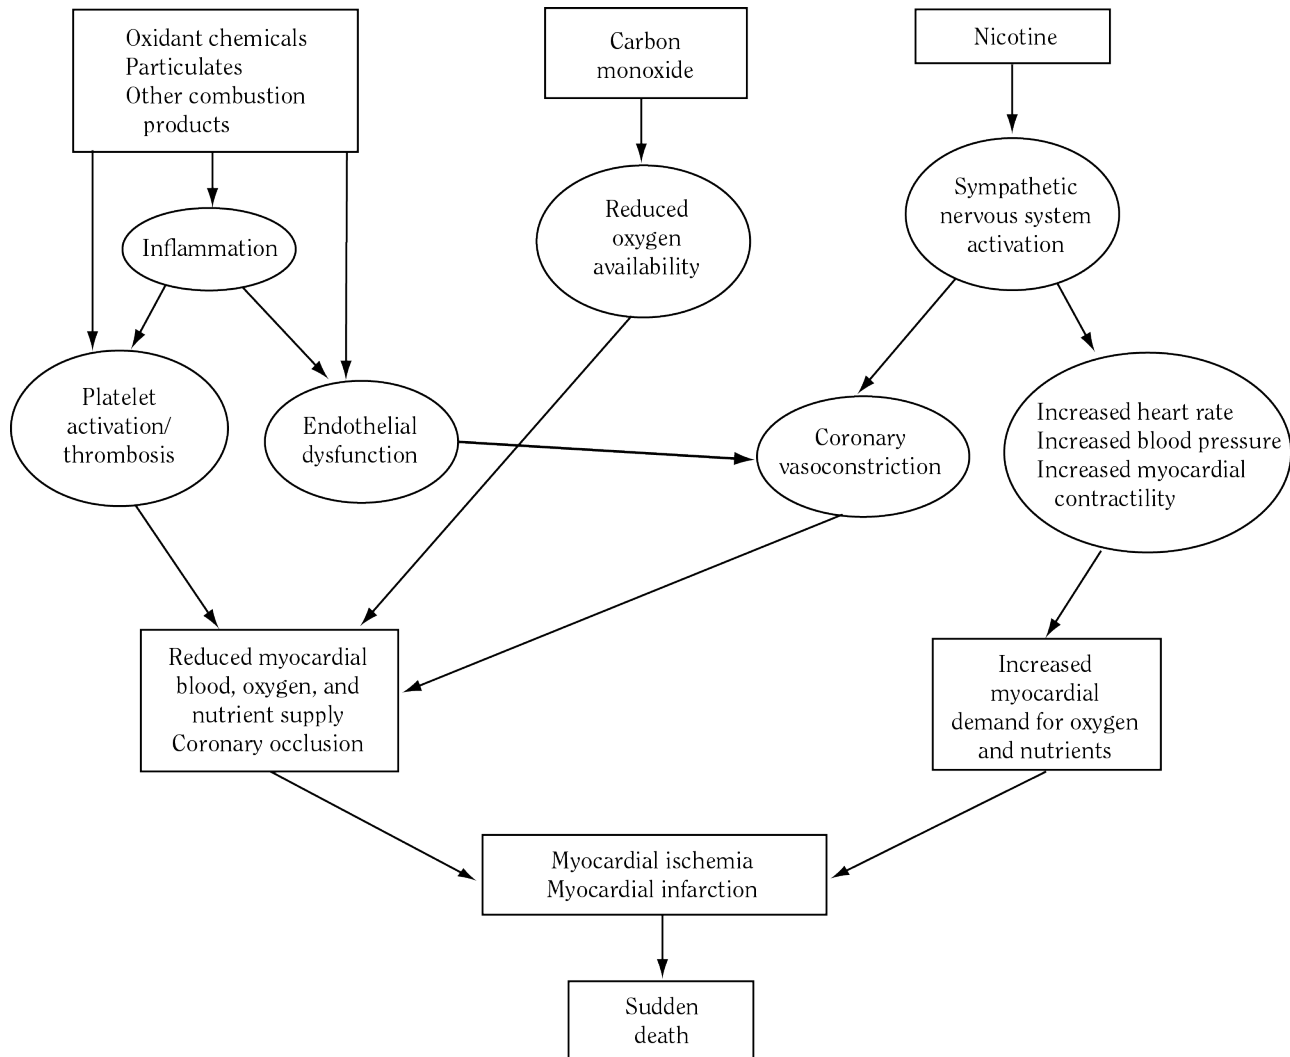 Oxidant chemicals
Particulates
Other combustion
products
Carbon
monoxide
Nicotine
Inflammation
Reduced
oxygen
availability
Sympathetic
nervous system
activation
Platelet
activation/
thrombosis
Endothelial
dysfunction
Coronary
vasoconstriction
Increased heart rate
Increased blood pressure
Increased myocardial
contractility
Reduced myocardial
blood, oxygen, and
nutrient supply
Coronary occlusion
Increased
myocardial
demand for oxygen
and nutrients
Myocardial ischemia
Myocardial infarction
Sudden
death